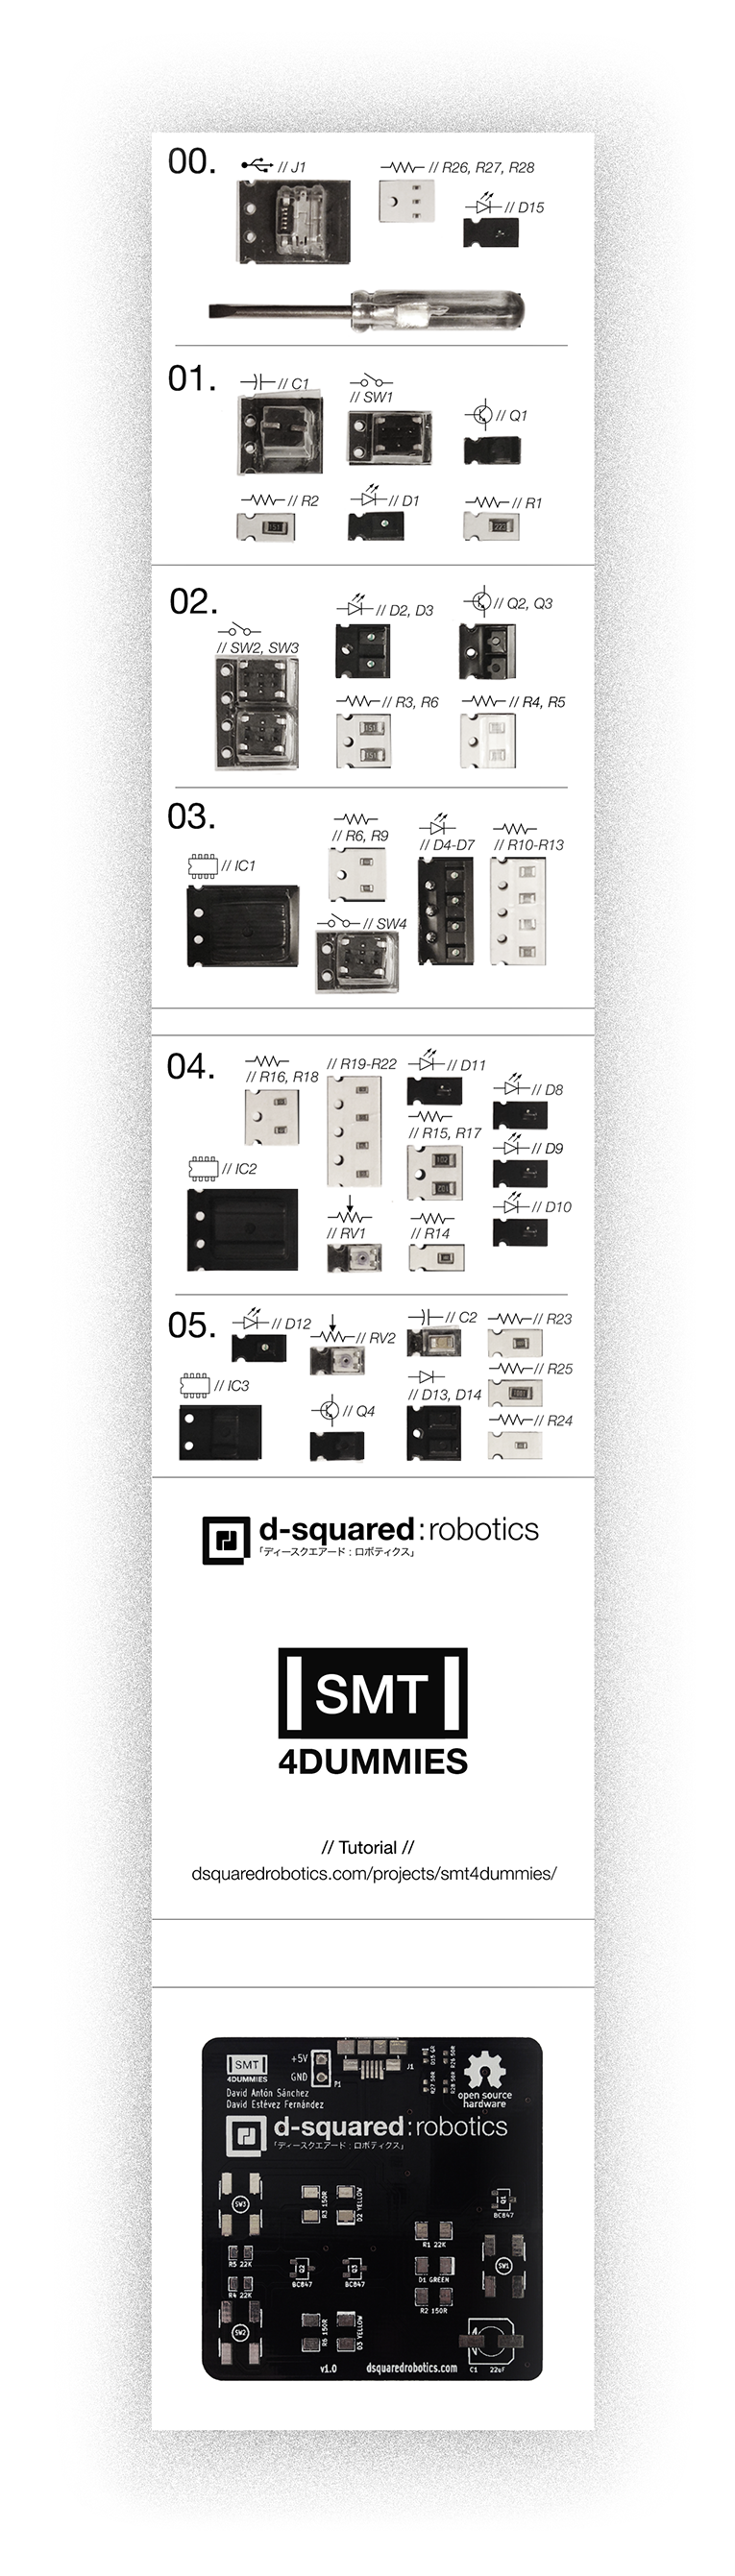 00.
// J1
// R26, R27, R28
// D15
01.
// C1
// SW1
// Q1
// R2
151
// D1
// R1
222
02.
// SW2, SW3
// D2, D3
// Q2, Q3
// R3, R6
151
151
// R4, R5
03.
// IC1
// R6, R9
// D4-D7
// R10-R13
// SW4
04.
// R16, R18
// R19-R22
// D11
// D8
// R15, R17
102
// D9
// IC2
// RV1
// R14
// D10
05.
// D12
// RV2
// C2
// R23
// IC3
// Q4
// D13, D14
// R25
// R24
d-squared:robotics
「ディースクエアード：ロボティクス」
SMT
4DUMMIES
// Tutorial //
dsquaredrobotics.com/projects/smt4dummies/
SMT
4DUMMIES
+5V
GND
P1
J1
open source
hardware
David Antón Sánchez
David Estévez Fernández
d-squared:robotics
「ディースクエアード：ロボティクス」
SW3
R3 150R
D2 YELLOW
Q1
BC847
R1 22K
SW1
R5 22K
Q2
BC847
Q3
BC847
D1 GREEN
R4 22K
R2 150R
SW2
R6 150R
D3 YELLOW
C1 22uF
v1.0
dsquaredrobotics.com